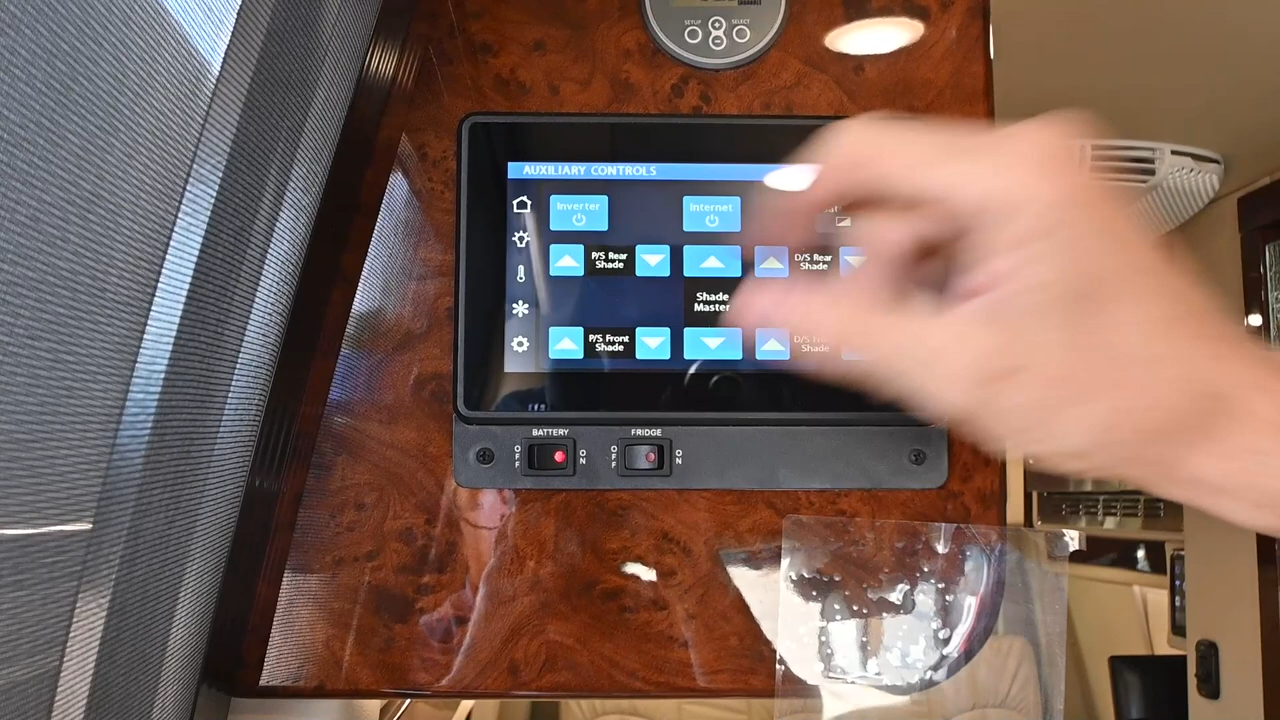 SETUP
SELECT
AUXILIARY CONTROLS
Inverter
Internet
P/S Rear
Shade
D/S Rear
Shade
Shade
Master
P/S Front
Shade
D/S
Shade
BATTERY
FRIDGE
OFF
ON
OFF
ON